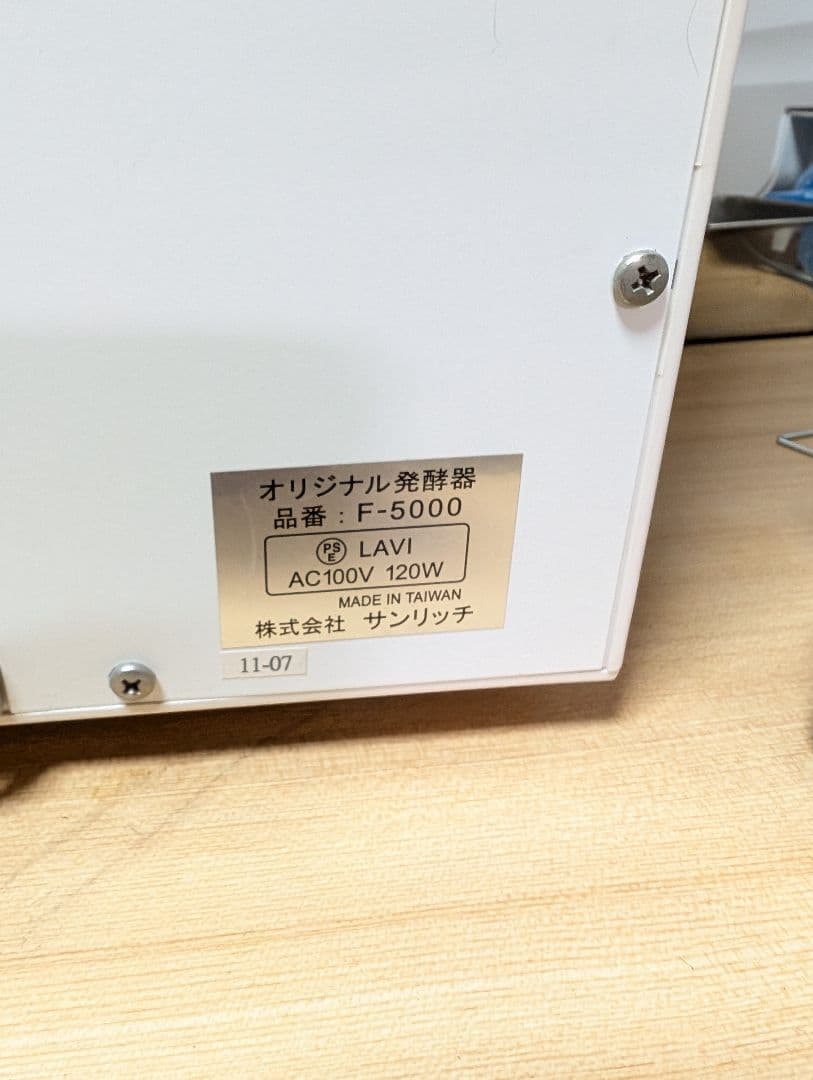 オリジナル発酵器
品番：F-5000
PSE LAVI
AC100V 120W
MADE IN TAIWAN
株式会社 サンリッチ
11-07